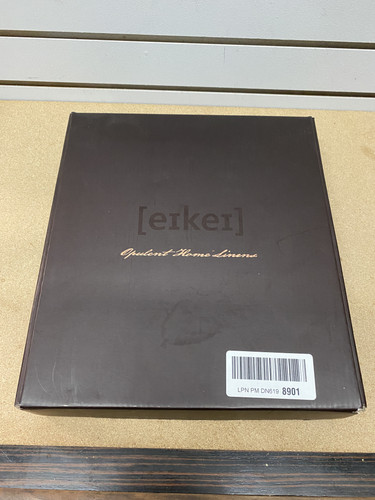 [eɪkeɪ]
Opulent Home Linens
LPN PM DN619 8901